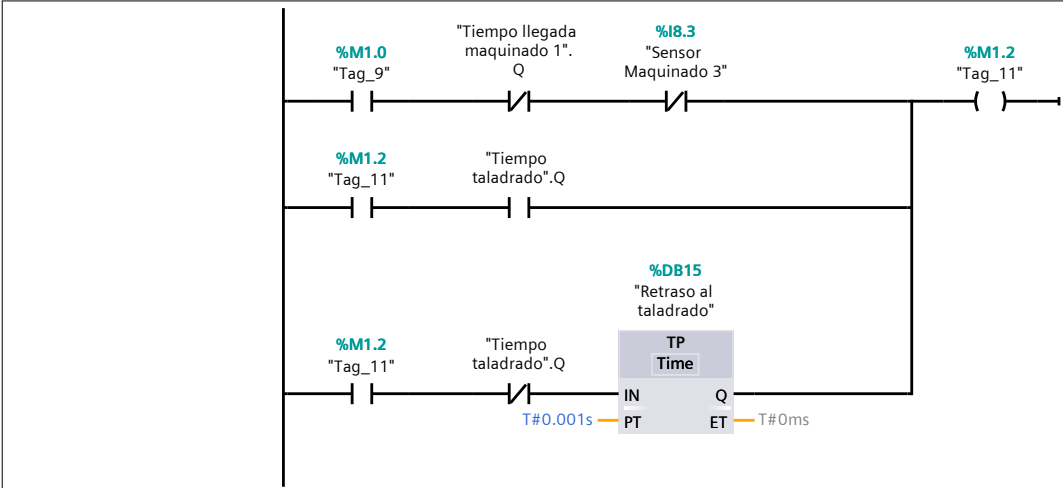 %M1.0
"Tag_9"
"Tiempo llegada
maquinado 1".
Q
%I8.3
"Sensor
Maquinado 3"
%M1.2
"Tag_11"
%M1.2
"Tag_11"
"Tiempo
taladrado".Q
%DB15
"Retraso al
taladrado"
%M1.2
"Tag_11"
"Tiempo
taladrado".Q
TP
Time
IN
Q
T#0.001s
PT
ET
T#0ms